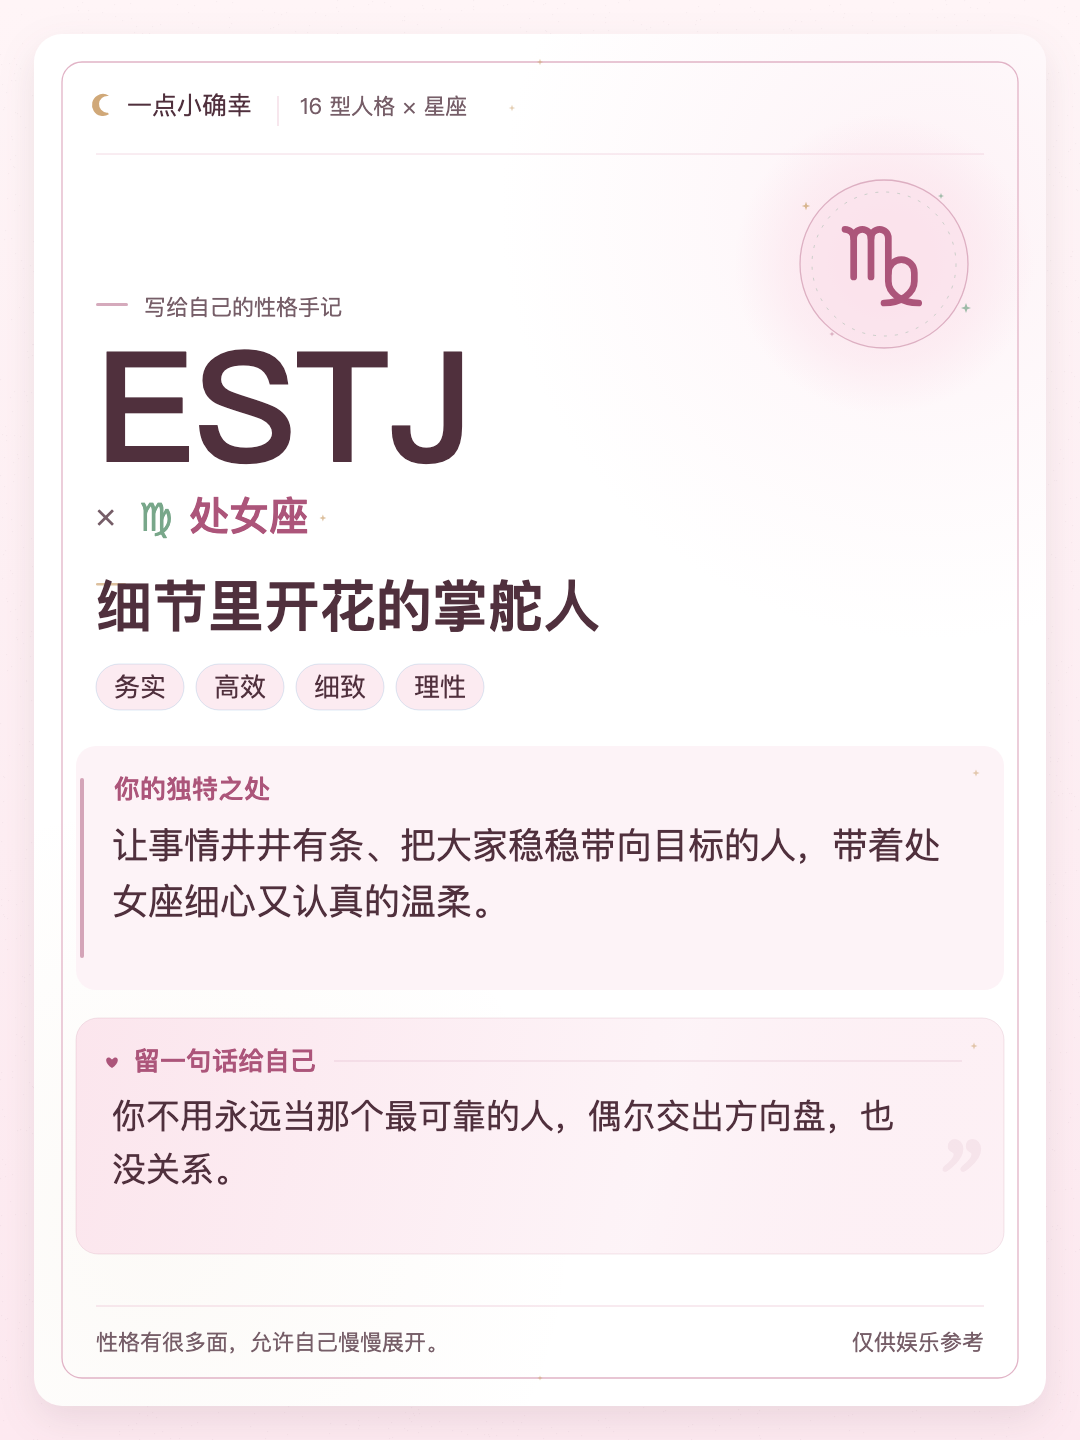 一点小确幸
16 型人格 × 星座
写给自己的性格手记
ESTJ
× ♍ 处女座
细节里开花的掌舵人
务实 高效 细致 理性
你的独特之处
让事情井井有条、把大家稳稳带向目标的人，带着处
女座细心又认真的温柔。
留一句话给自己
你不用永远当那个最可靠的人，偶尔交出方向盘，也
没关系。
性格有很多面，允许自己慢慢展开。
仅供娱乐参考